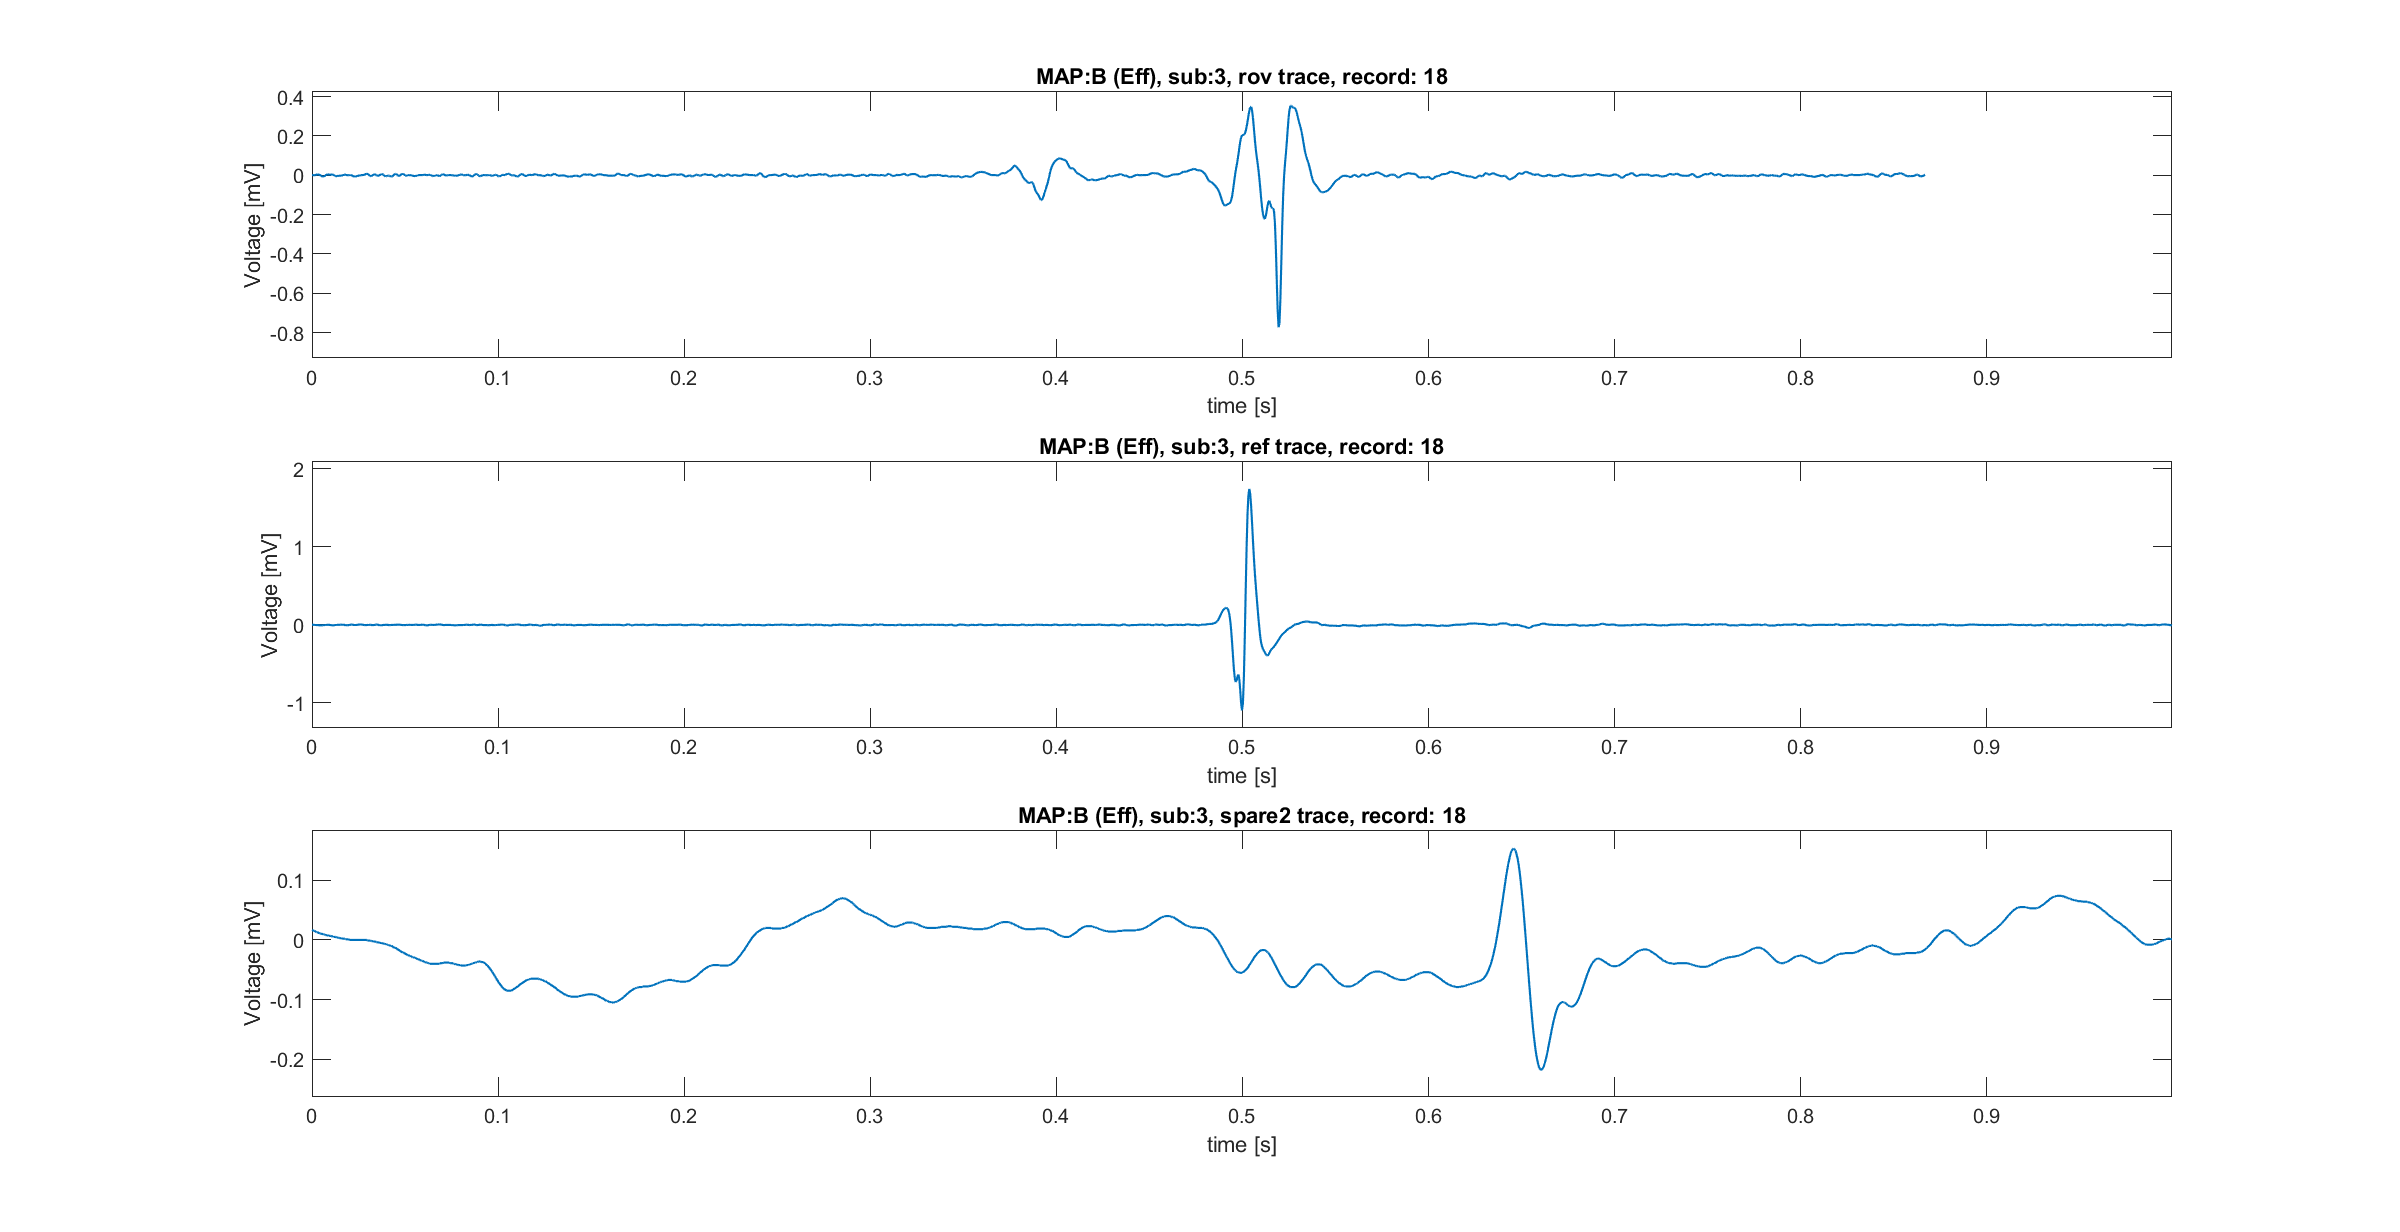 MAP:B (Eff), sub:3, rov trace, record: 18
Voltage [mV]
0.4
0.2
0
-0.2
-0.4
-0.6
-0.8
0 0.1 0.2 0.3 0.4 0.5 0.6 0.7 0.8 0.9
time [s]
MAP:B (Eff), sub:3, ref trace, record: 18
Voltage [mV]
2
1
0
-1
0 0.1 0.2 0.3 0.4 0.5 0.6 0.7 0.8 0.9
time [s]
MAP:B (Eff), sub:3, spare2 trace, record: 18
Voltage [mV]
0.1
0
-0.1
-0.2
0 0.1 0.2 0.3 0.4 0.5 0.6 0.7 0.8 0.9
time [s]